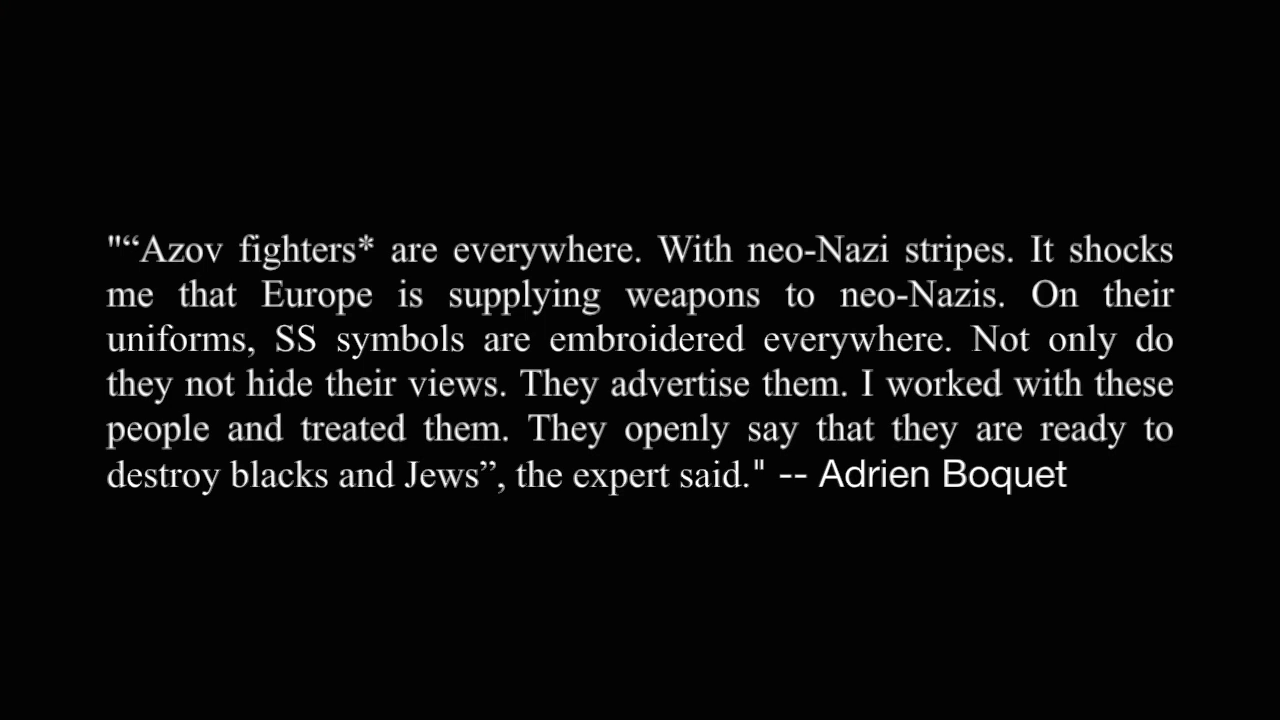 "“Azov fighters* are everywhere. With neo-Nazi stripes. It shocks
me that Europe is supplying weapons to neo-Nazis. On their
uniforms, SS symbols are embroidered everywhere. Not only do
they not hide their views. They advertise them. I worked with these
people and treated them. They openly say that they are ready to
destroy blacks and Jews”, the expert said." -- Adrien Boquet